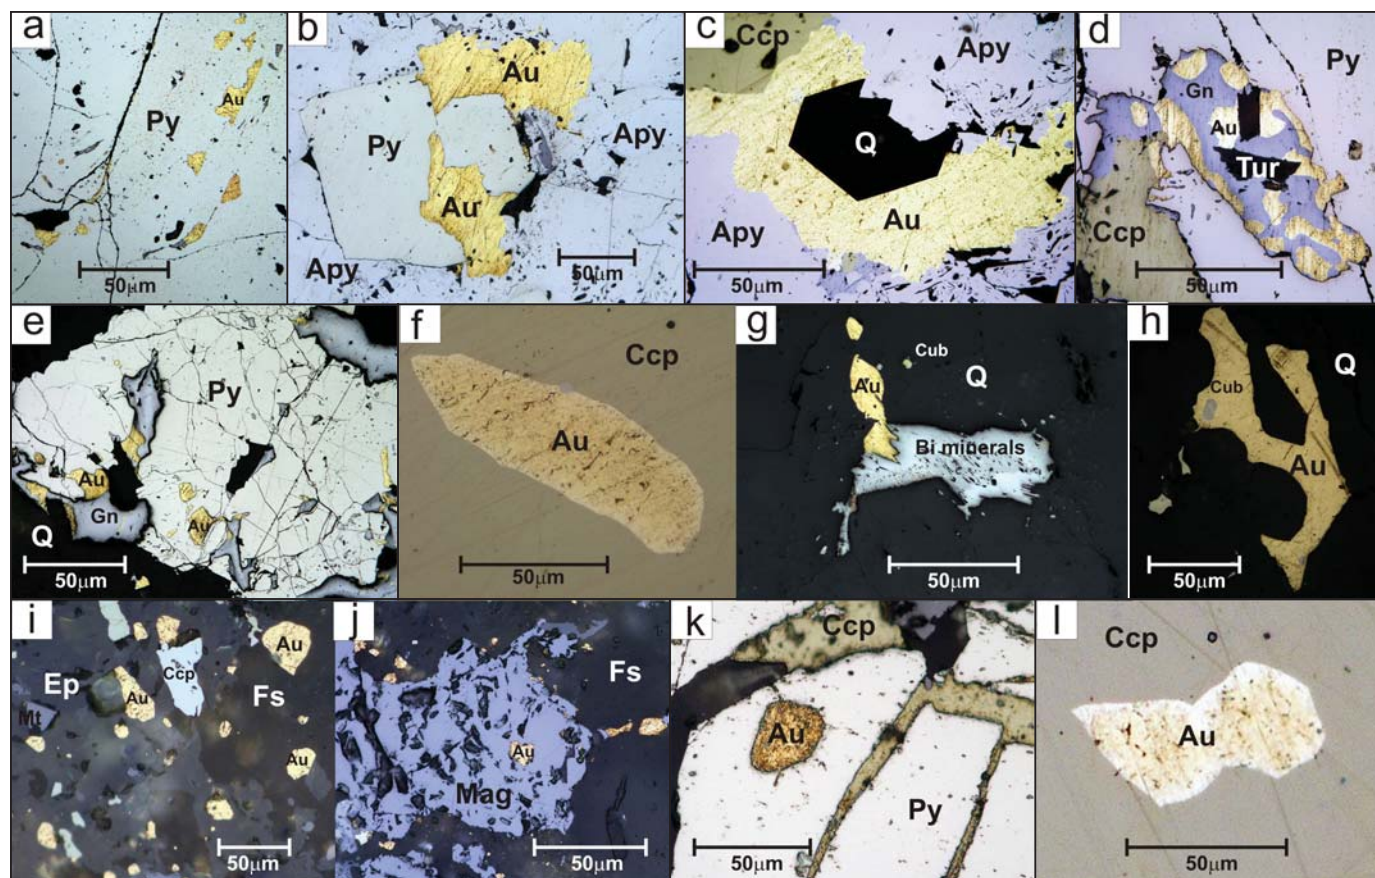 a
Py
Au
50μm
b
Au
Py
Apy
Au
Apy
50μm
c
Ccp
Apy
Q
Au
Apy
50μm
d
Py
Gn
Au
Tur
Ccp
50μm
e
Py
Au
Gn
Au
Q
50μm
f
Ccp
Au
50μm
g
Cub
Q
Au
Bi minerals
50μm
h
Q
Cub
Au
50μm
i
Au
Ep
Ccp
Au
Fs
Mt
Au
50μm
j
Fs
Au
Mag
50μm
k
Ccp
Au
Py
50μm
l
Ccp
Au
50μm